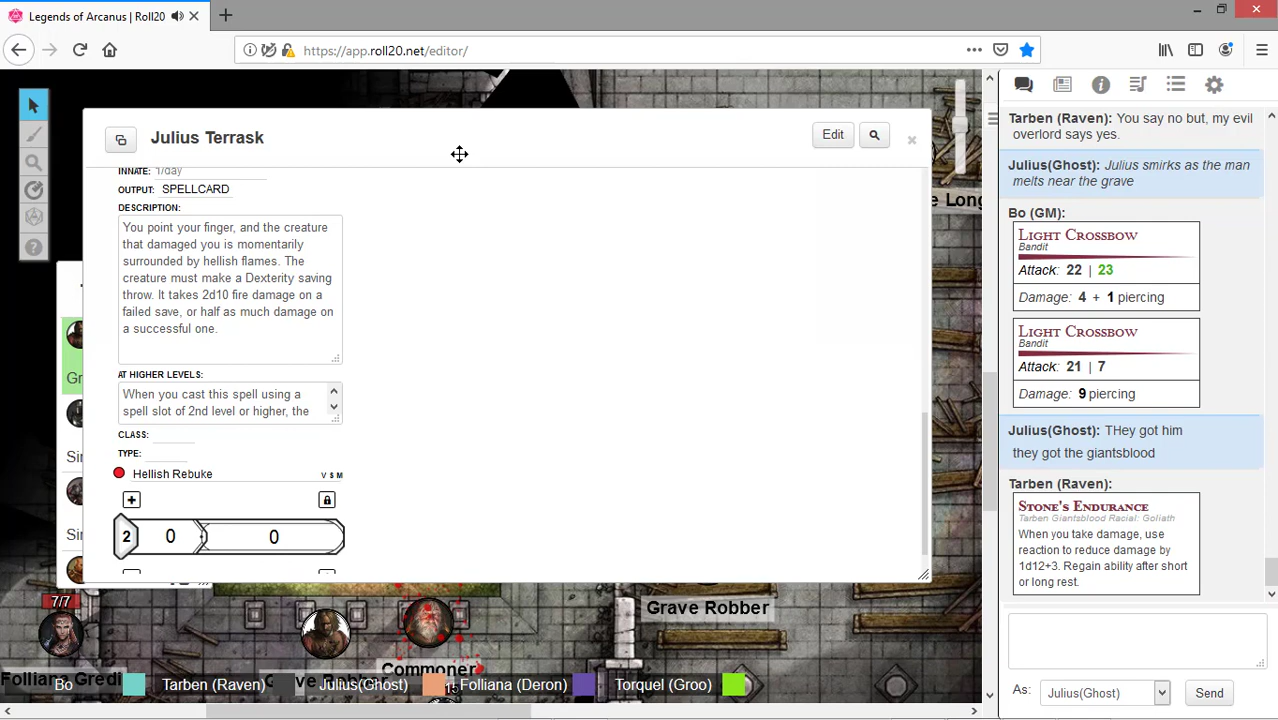 Legends of Arcanus | Roll20
https://app.roll20.net/editor/
Julius Terrask
Edit
INNATE: 1/day
OUTPUT: SPELLCARD
DESCRIPTION:
You point your finger, and the creature
that damaged you is momentarily
surrounded by hellish flames. The
creature must make a Dexterity saving
throw. It takes 2d10 fire damage on a
failed save, or half as much damage on
a successful one.
AT HIGHER LEVELS:
When you cast this spell using a
spell slot of 2nd level or higher, the
CLASS:
TYPE:
Hellish Rebuke V S M
2 0 0
Gr
Sir
Sir
7/7
Grave Robber
Commoner
Folliana Gredi
Grave Robber
e Long
15
Bo
Tarben (Raven)
Julius(Ghost)
Folliana (Deron)
Torquel (Groo)
Tarben (Raven): You say no but, my evil
overlord says yes.
Julius(Ghost): Julius smirks as the man
melts near the grave
Bo (GM):
LIGHT CROSSBOW
Bandit
Attack: 22 | 23
Damage: 4 + 1 piercing
LIGHT CROSSBOW
Bandit
Attack: 21 | 7
Damage: 9 piercing
Julius(Ghost): THey got him
they got the giantsblood
Tarben (Raven):
STONE'S ENDURANCE
Tarben Giantsblood Racial: Goliath
When you take damage, use
reaction to reduce damage by
1d12+3. Regain ability after short
or long rest.
As: Julius(Ghost)
Send